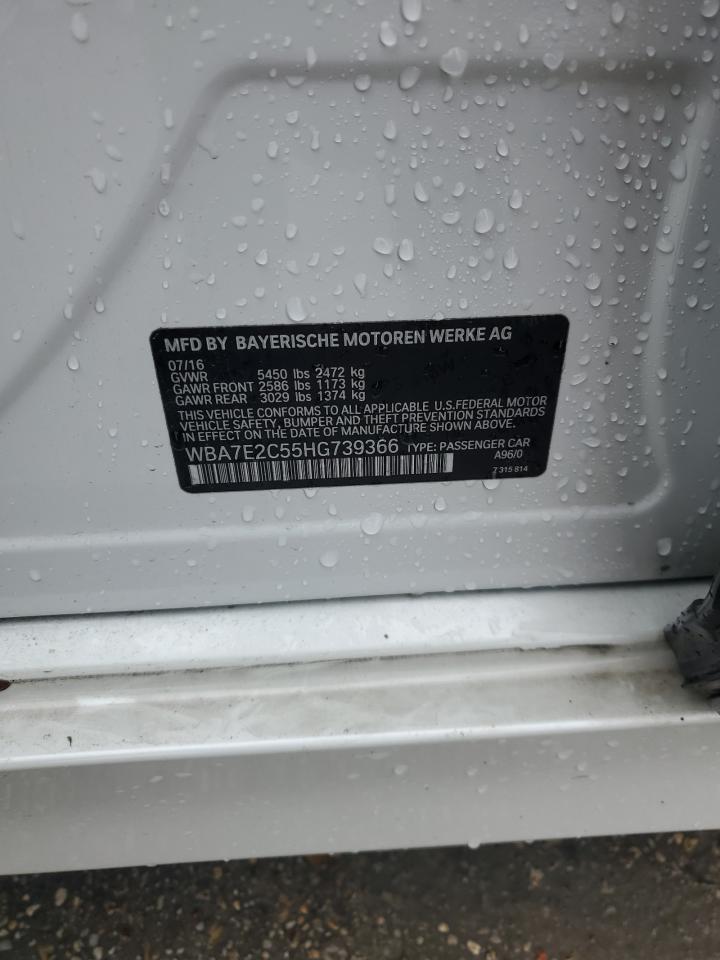 MFD BY BAYERISCHE MOTOREN WERKE AG
07/16
GVWR 5450 lbs 2472 kg
GAWR FRONT 2586 lbs 1173 kg
GAWR REAR 3029 lbs 1374 kg
THIS VEHICLE CONFORMS TO ALL APPLICABLE U.S.FEDERAL MOTOR
VEHICLE SAFETY, BUMPER AND THEFT PREVENTION STANDARDS
IN EFFECT ON THE DATE OF MANUFACTURE SHOWN ABOVE.
WBA7E2C55HG739366 TYPE: PASSENGER CAR
A96/0
7 315 814